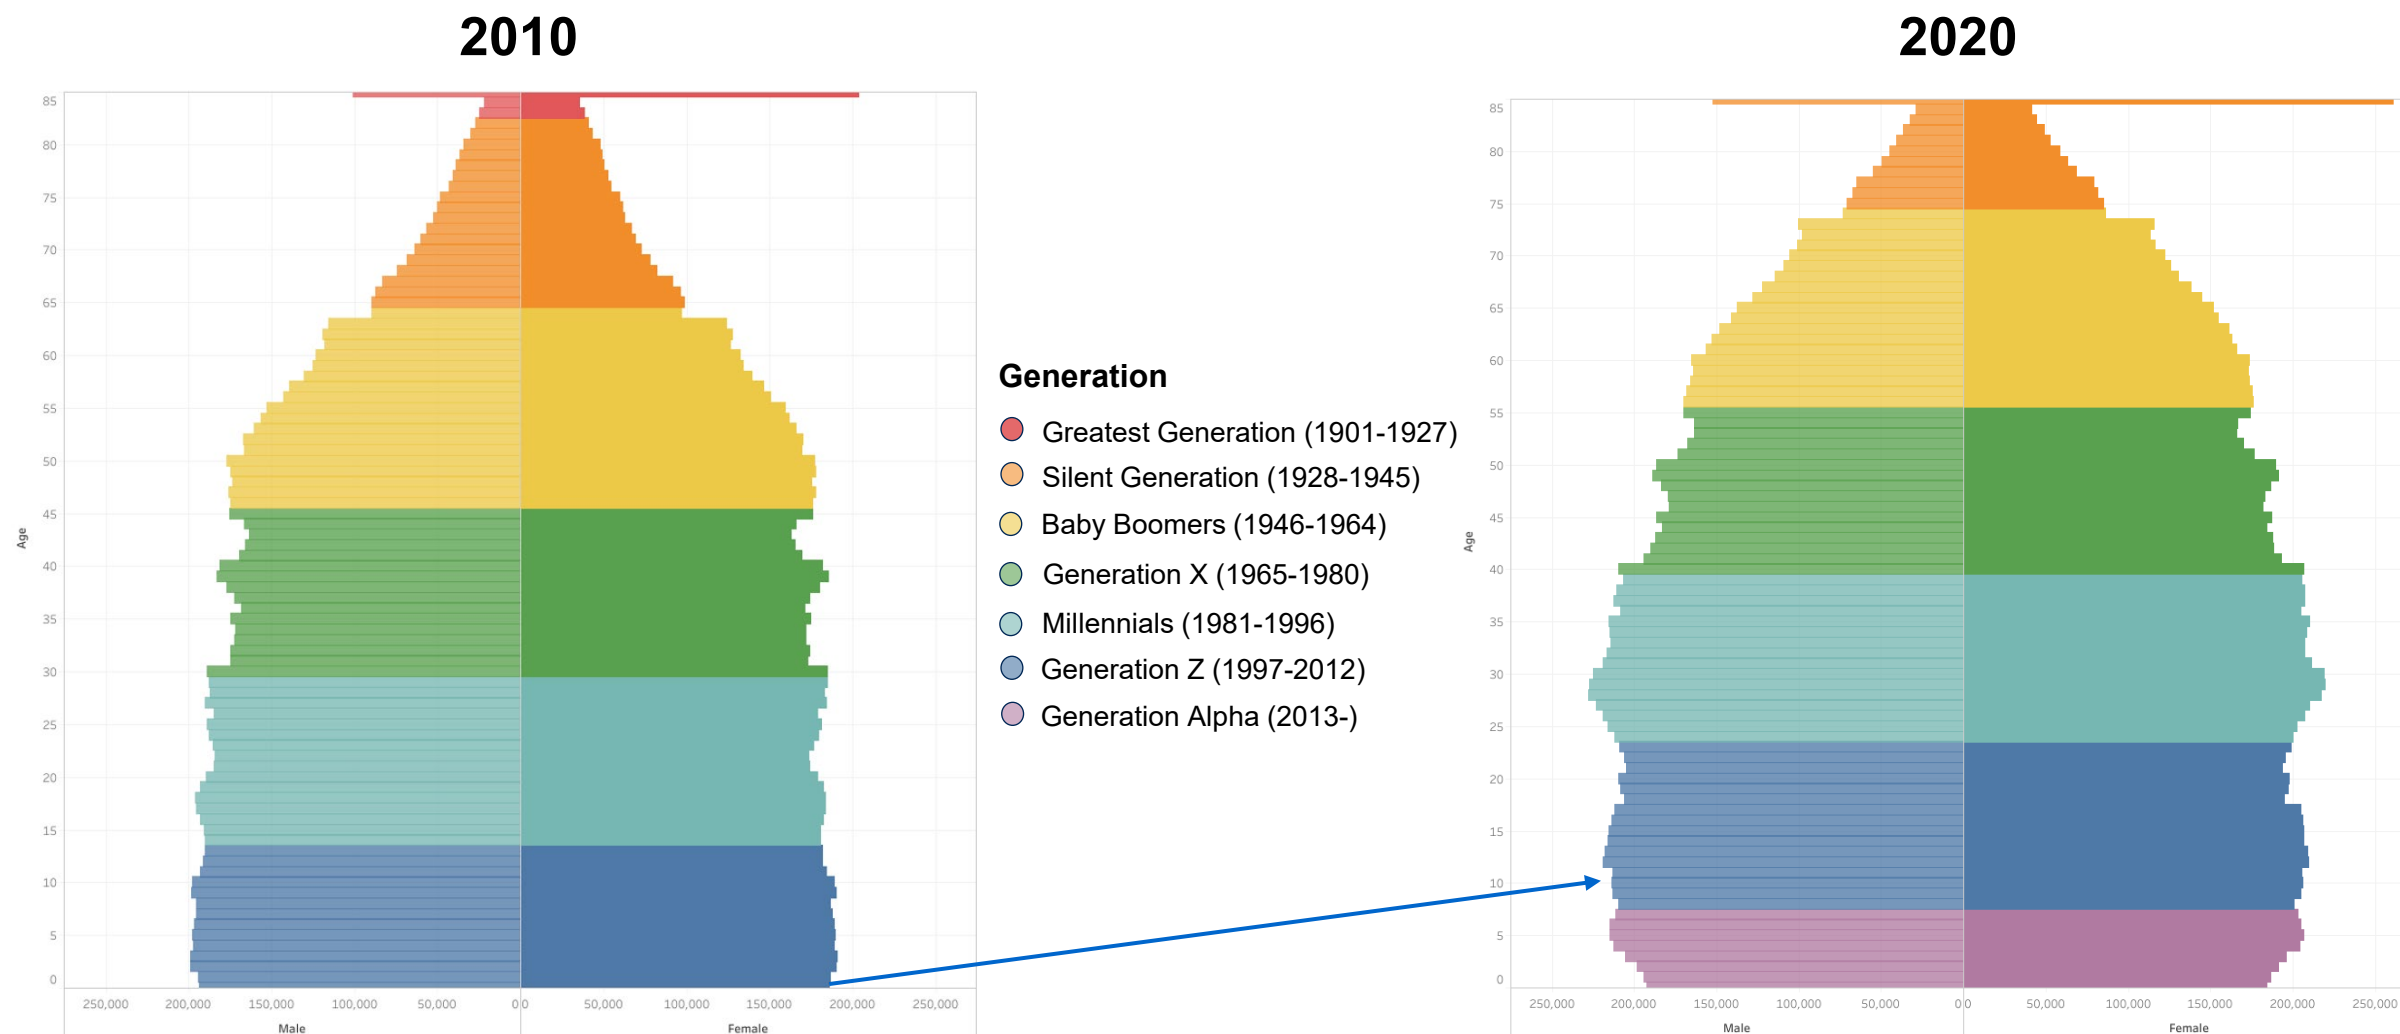 2010
2020
85
80
75
70
65
60
55
50
45
40
35
30
25
20
15
10
5
0
Age
250,000 200,000 150,000 100,000 50,000 0 0 50,000 100,000 150,000 200,000 250,000
Male Female
Generation
Greatest Generation (1901-1927)
Silent Generation (1928-1945)
Baby Boomers (1946-1964)
Generation X (1965-1980)
Millennials (1981-1996)
Generation Z (1997-2012)
Generation Alpha (2013-)
85
80
75
70
65
60
55
50
45
40
35
30
25
20
15
10
5
0
Age
250,000 200,000 150,000 100,000 50,000 0 0 50,000 100,000 150,000 200,000 250,000
Male Female